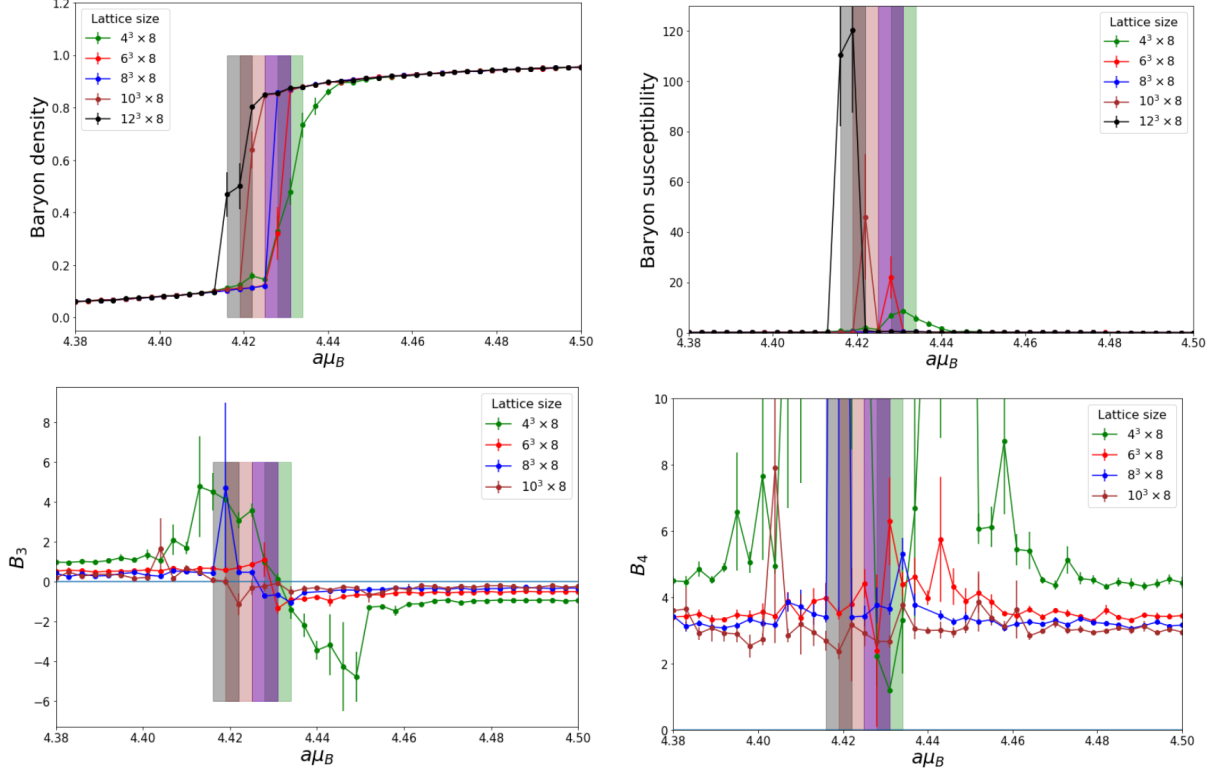 Lattice size
4³ × 8
6³ × 8
8³ × 8
10³ × 8
12³ × 8
Baryon density
1.2
1.0
0.8
0.6
0.4
0.2
0.0
4.38 4.40 4.42 4.44 4.46 4.48 4.50
aμ_B
Lattice size
4³ × 8
6³ × 8
8³ × 8
10³ × 8
12³ × 8
Baryon susceptibility
120
100
80
60
40
20
0
4.38 4.40 4.42 4.44 4.46 4.48 4.50
aμ_B
Lattice size
4³ × 8
6³ × 8
8³ × 8
10³ × 8
B₃
8
6
4
2
0
−2
−4
−6
4.38 4.40 4.42 4.44 4.46 4.48 4.50
aμ_B
Lattice size
4³ × 8
6³ × 8
8³ × 8
10³ × 8
B₄
10
8
6
4
2
0
4.38 4.40 4.42 4.44 4.46 4.48 4.50
aμ_B